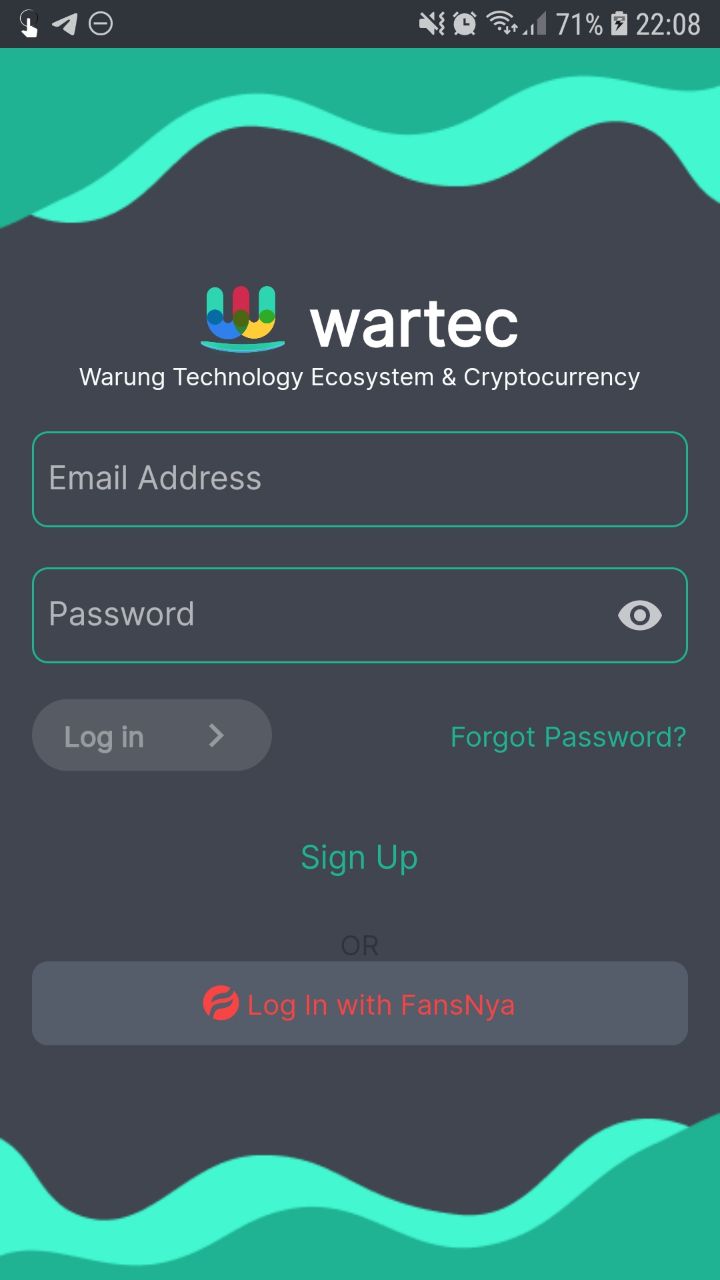 71% 22:08
wartec
Warung Technology Ecosystem & Cryptocurrency
Email Address
Password
Log in
Forgot Password?
Sign Up
OR
Log In with FansNya